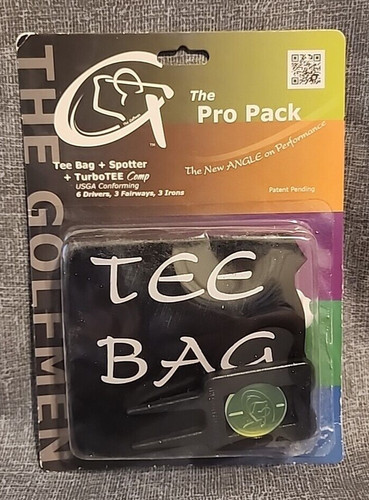 THE GOLFMEN
The
Pro Pack
The New ANGLE on Performance
Patent Pending
TM
Tee Bag + Spotter
+ TurboTEE Comp
USGA Conforming
6 Drivers, 3 Fairways, 3 Irons
TEE
BAG